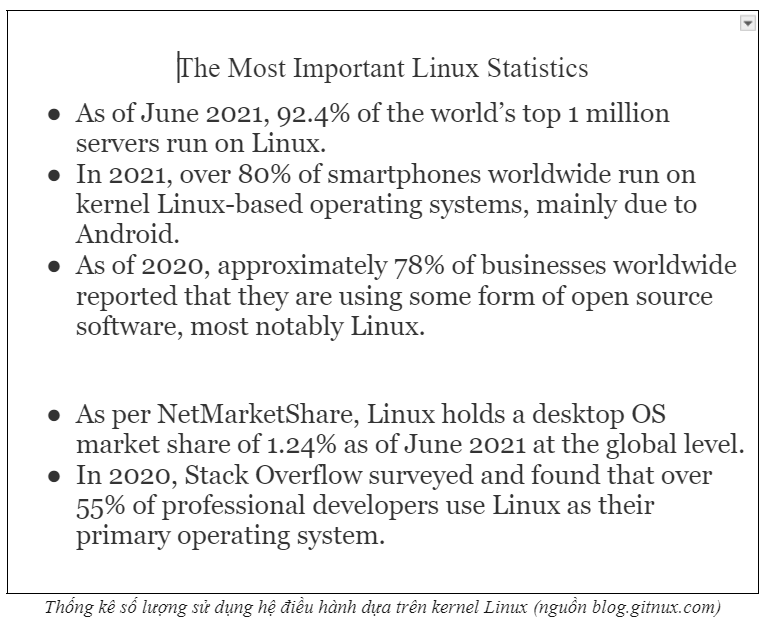 The Most Important Linux Statistics
● As of June 2021, 92.4% of the world's top 1 million
servers run on Linux.
● In 2021, over 80% of smartphones worldwide run on
kernel Linux-based operating systems, mainly due to
Android.
● As of 2020, approximately 78% of businesses worldwide
reported that they are using some form of open source
software, most notably Linux.
● As per NetMarketShare, Linux holds a desktop OS
market share of 1.24% as of June 2021 at the global level.
● In 2020, Stack Overflow surveyed and found that over
55% of professional developers use Linux as their
primary operating system.
Thống kê số lượng sử dụng hệ điều hành dựa trên kernel Linux (nguồn blog.gitnux.com)